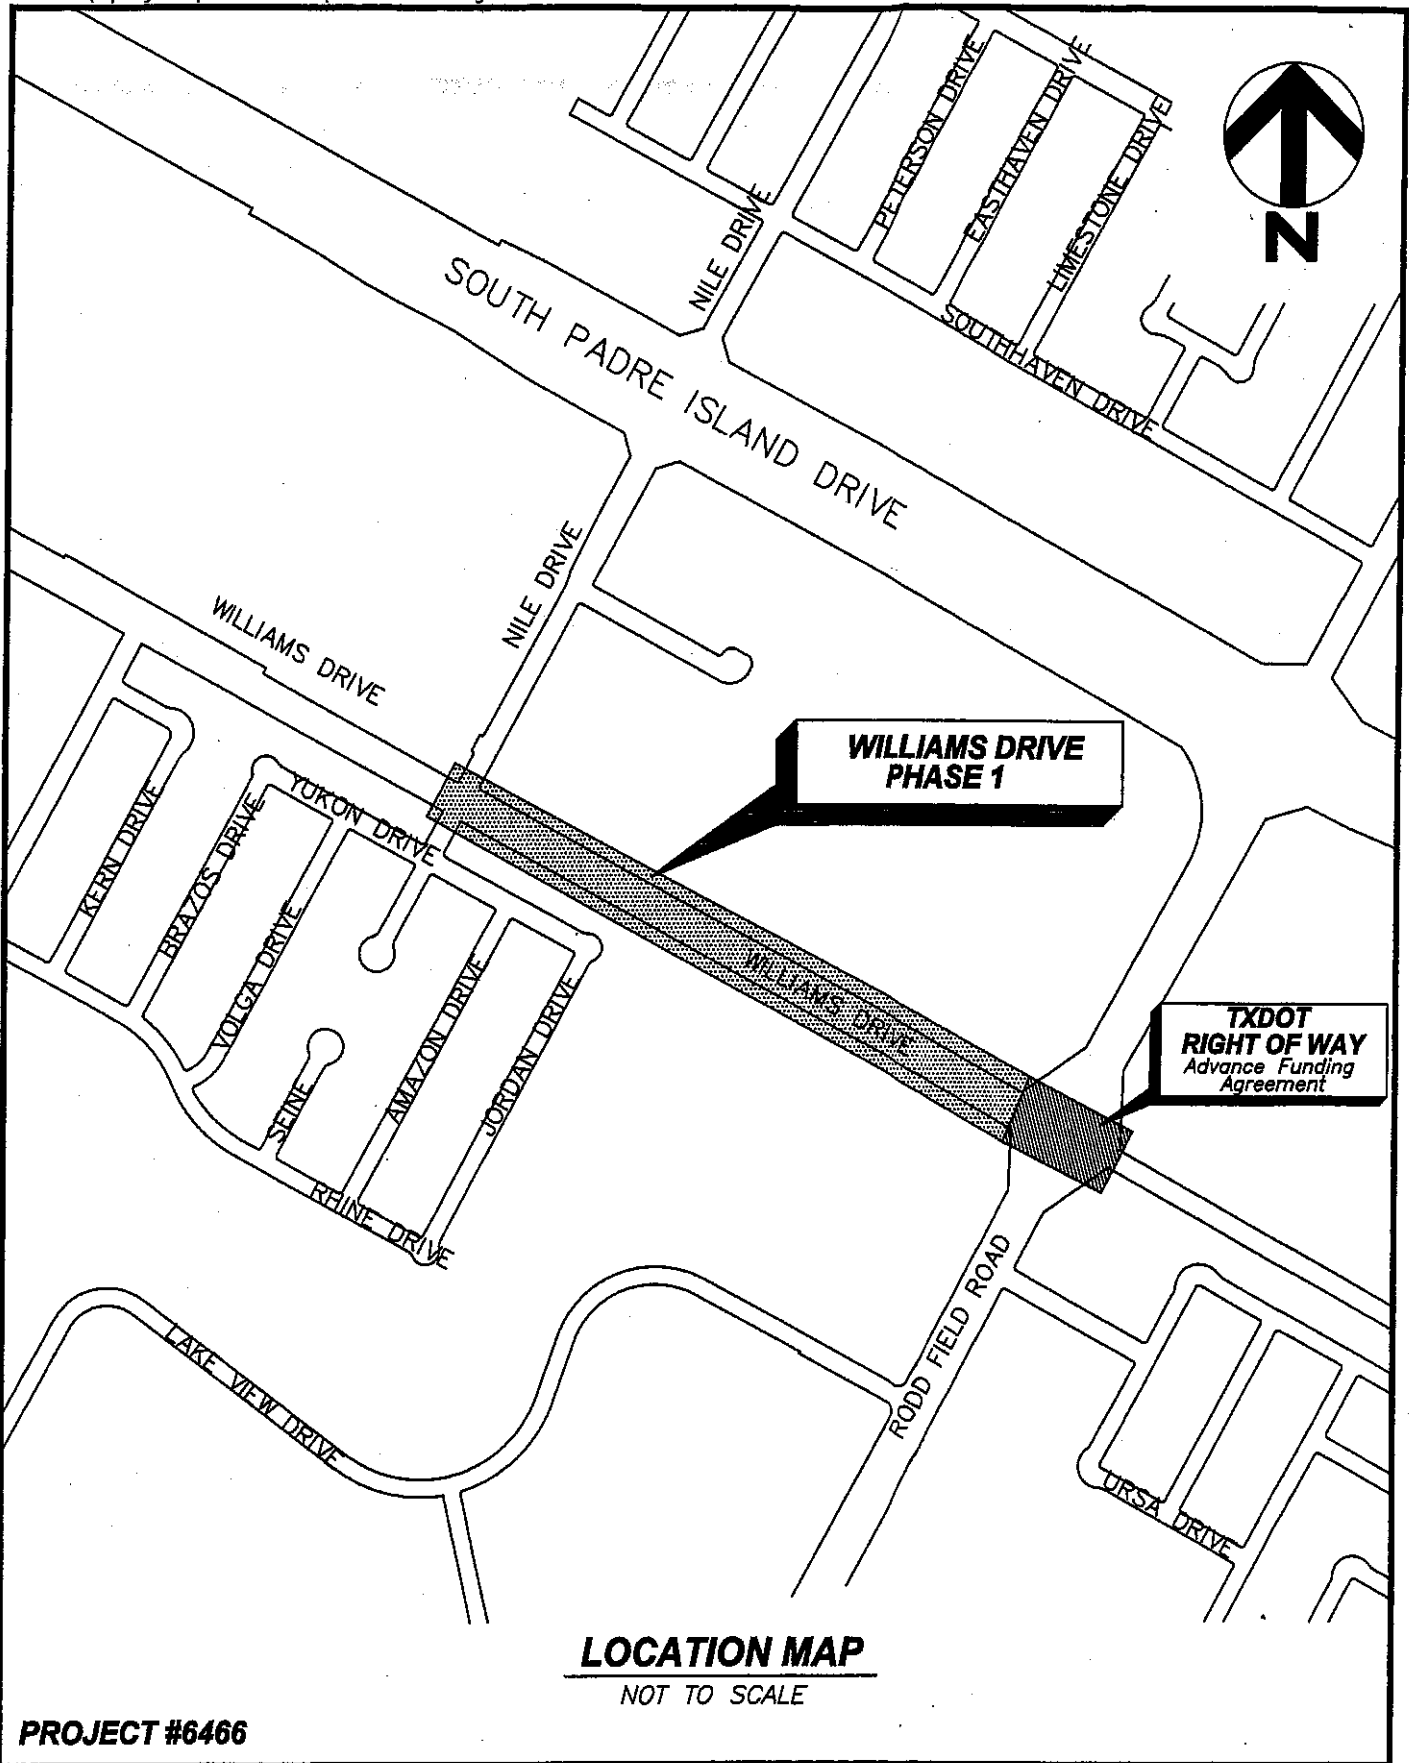 PETERSON DRIVE
EASTHAVEN DRIVE
LIMESTONE DRIVE
N
NILE DRIVE
SOUTH PADRE ISLAND DRIVE
SOUTHHAVEN DRIVE
NILE DRIVE
WILLIAMS DRIVE
WILLIAMS DRIVE
PHASE 1
YUKON DRIVE
KERN DRIVE
BRAZOS DRIVE
VOLGA DRIVE
WILLIAMS DRIVE
AMAZON DRIVE
JORDAN DRIVE
SEINE
TXDOT
RIGHT OF WAY
Advance Funding
Agreement
RHINE DRIVE
RODD FIELD ROAD
LAKE VIEW DRIVE
URSA DRIVE
LOCATION MAP
NOT TO SCALE
PROJECT #6466